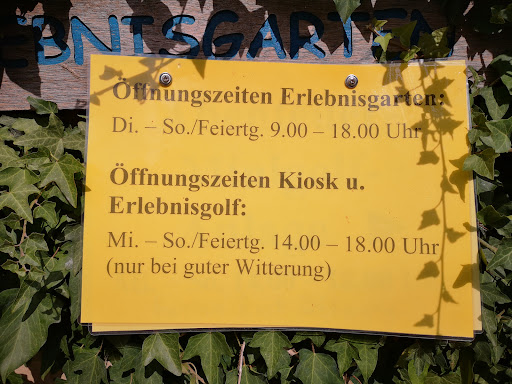 EBNISGARTEN
Öffnungszeiten Erlebnisgarten:
Di. – So./Feiertg. 9.00 – 18.00 Uhr
Öffnungszeiten Kiosk u.
Erlebnisgolf:
Mi. – So./Feiertg. 14.00 – 18.00 Uhr
(nur bei guter Witterung)